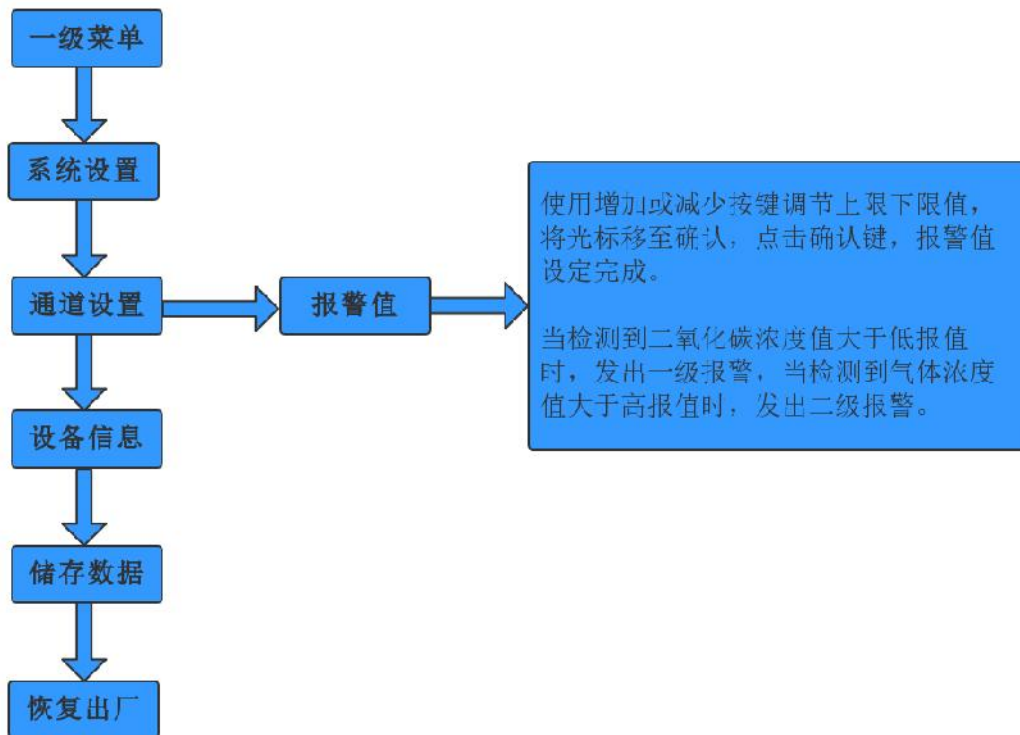 一级菜单
系统设置
通道设置
报警值
使用增加或减少按键调节上限下限值，
将光标移至确认，点击确认键，报警值
设定完成。
当检测到二氧化碳浓度值大于低报值
时，发出一级报警，当检测到气体浓度
值大于高报值时，发出二级报警。
设备信息
储存数据
恢复出厂